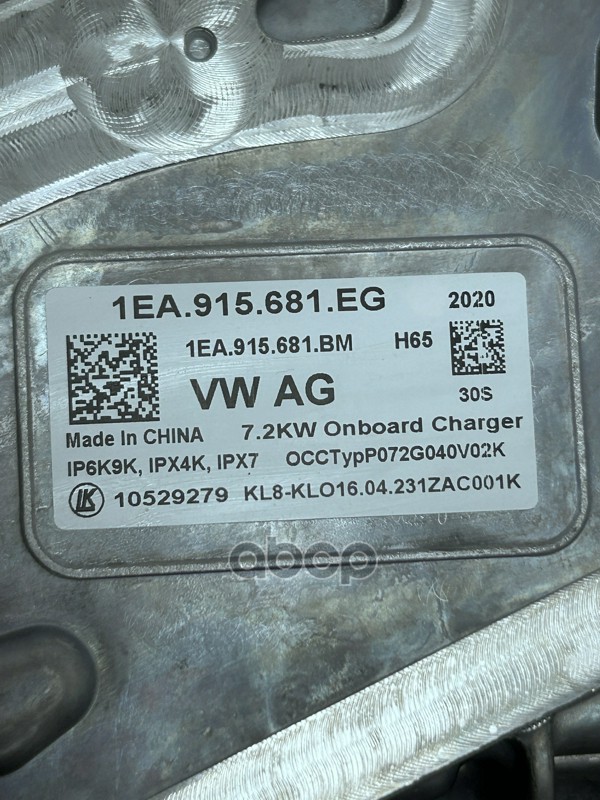 1EA.915.681.EG 2020
1EA.915.681.BM H65
VW AG 30S
Made In CHINA 7.2KW Onboard Charger
IP6K9K, IPX4K, IPX7 OCCTypP072G040V02K
LK 10529279 KL8-KLO16.04.231ZAC001K
abcp